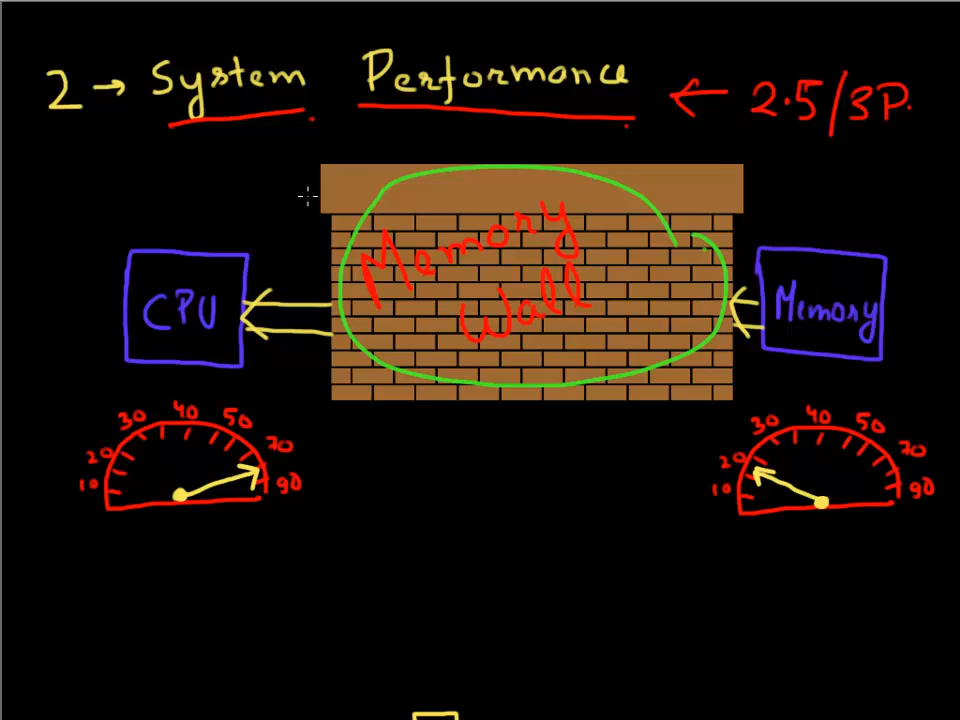 2 → System Performance ← 2.5/3P.
Memory
Wall
CPU
Memory
10 20 30 40 50 70 90
10 20 30 40 50 70 90